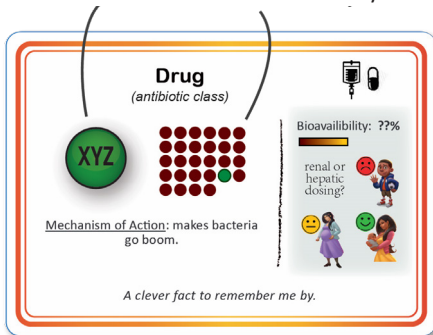 Drug
(antibiotic class)
XYZ
Mechanism of Action: makes bacteria
go boom.
Bioavailibility: ??%
renal or
hepatic
dosing?
A clever fact to remember me by.